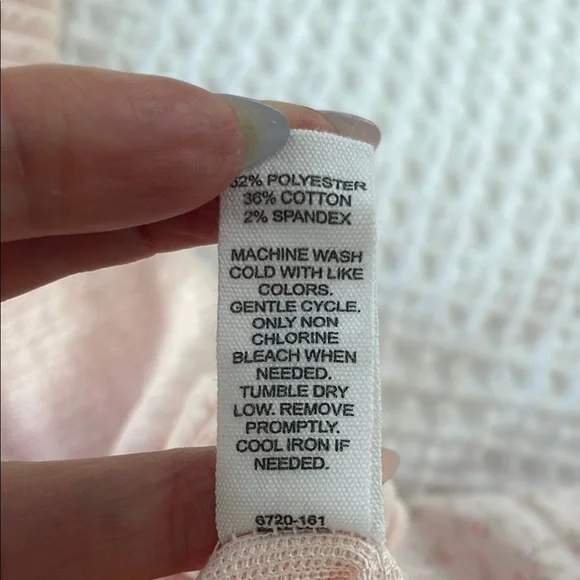 62% POLYESTER
36% COTTON
2% SPANDEX
MACHINE WASH
COLD WITH LIKE
COLORS.
GENTLE CYCLE.
ONLY NON
CHLORINE
BLEACH WHEN
NEEDED.
TUMBLE DRY
LOW. REMOVE
PROMPTLY.
COOL IRON IF
NEEDED.
6720-161